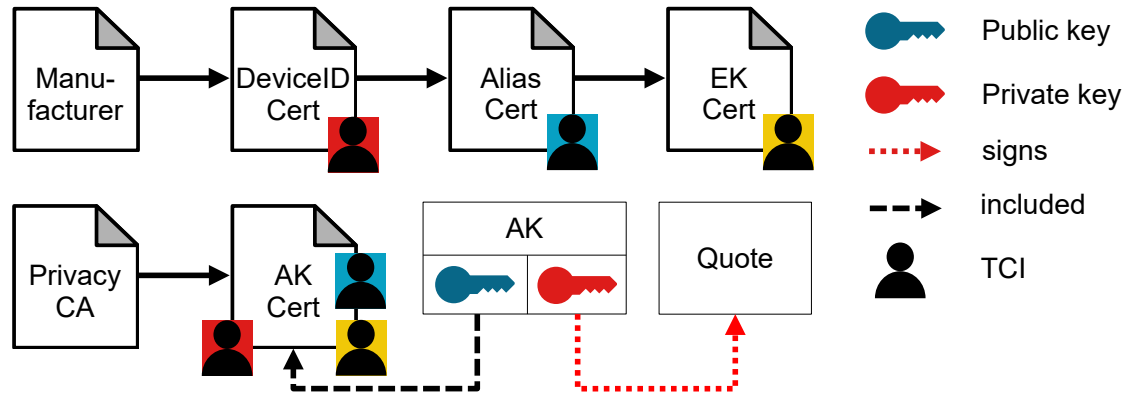 Manu-
facturer
DeviceID
Cert
Alias
Cert
EK
Cert
Public key
Private key
signs
included
TCI
Privacy
CA
AK
Cert
AK
Quote